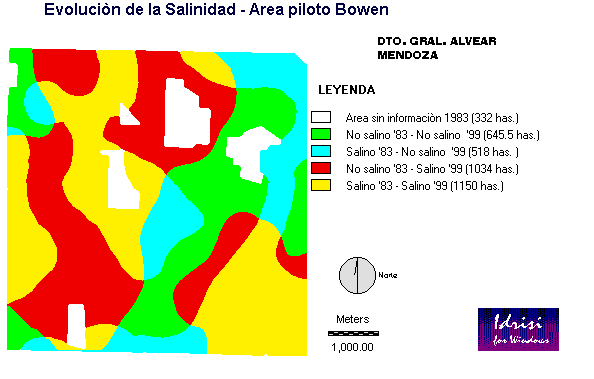 Evoluciòn de la Salinidad - Area piloto Bowen
DTO. GRAL. ALVEAR
MENDOZA
LEYENDA
Area sin informaciòn 1983 (332 has.)
No salino '83 - No salino '99 (645.5 has.)
Salino '83 - No salino '99 (518 has. )
No salino '83 - Salino '99 (1034 has.)
Salino '83 - Salino '99 (1150 has.)
Norte
Meters
1,000.00
Idrisi
for Windows